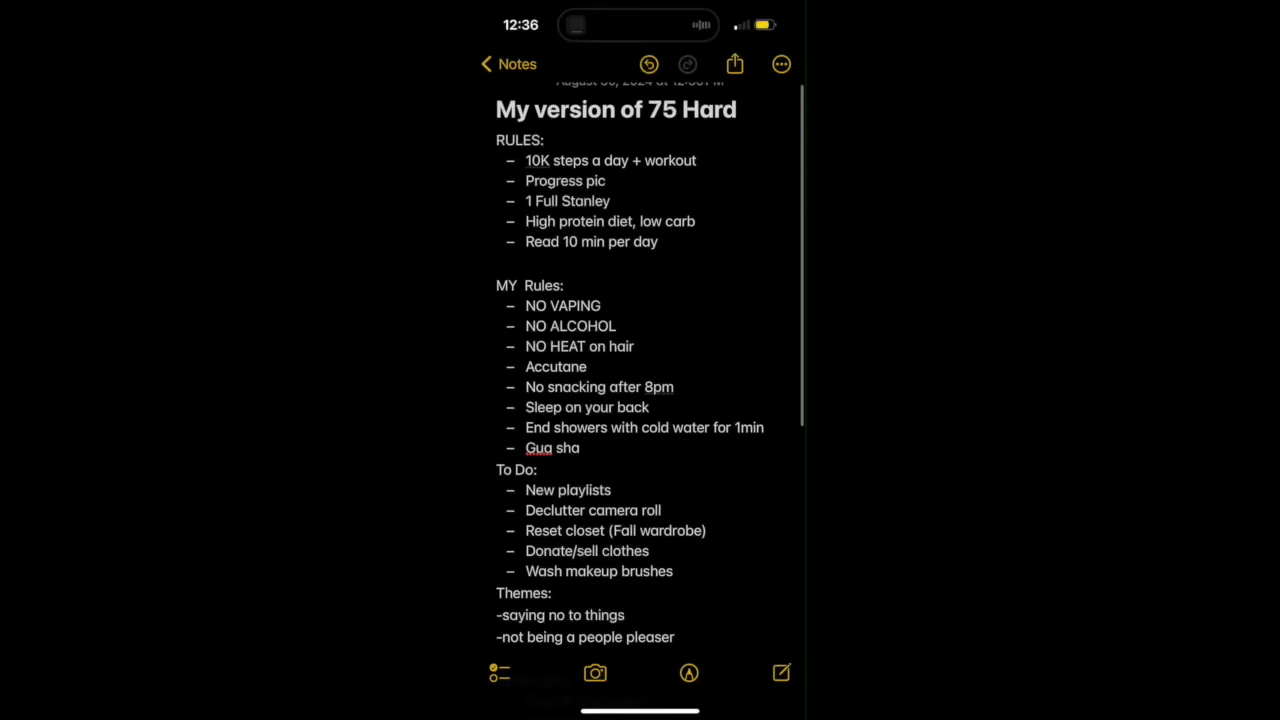 12:36
Notes
My version of 75 Hard
RULES:
– 10K steps a day + workout
– Progress pic
– 1 Full Stanley
– High protein diet, low carb
– Read 10 min per day
MY Rules:
– NO VAPING
– NO ALCOHOL
– NO HEAT on hair
– Accutane
– No snacking after 8pm
– Sleep on your back
– End showers with cold water for 1min
– Gua sha
To Do:
– New playlists
– Declutter camera roll
– Reset closet (Fall wardrobe)
– Donate/sell clothes
– Wash makeup brushes
Themes:
-saying no to things
-not being a people pleaser